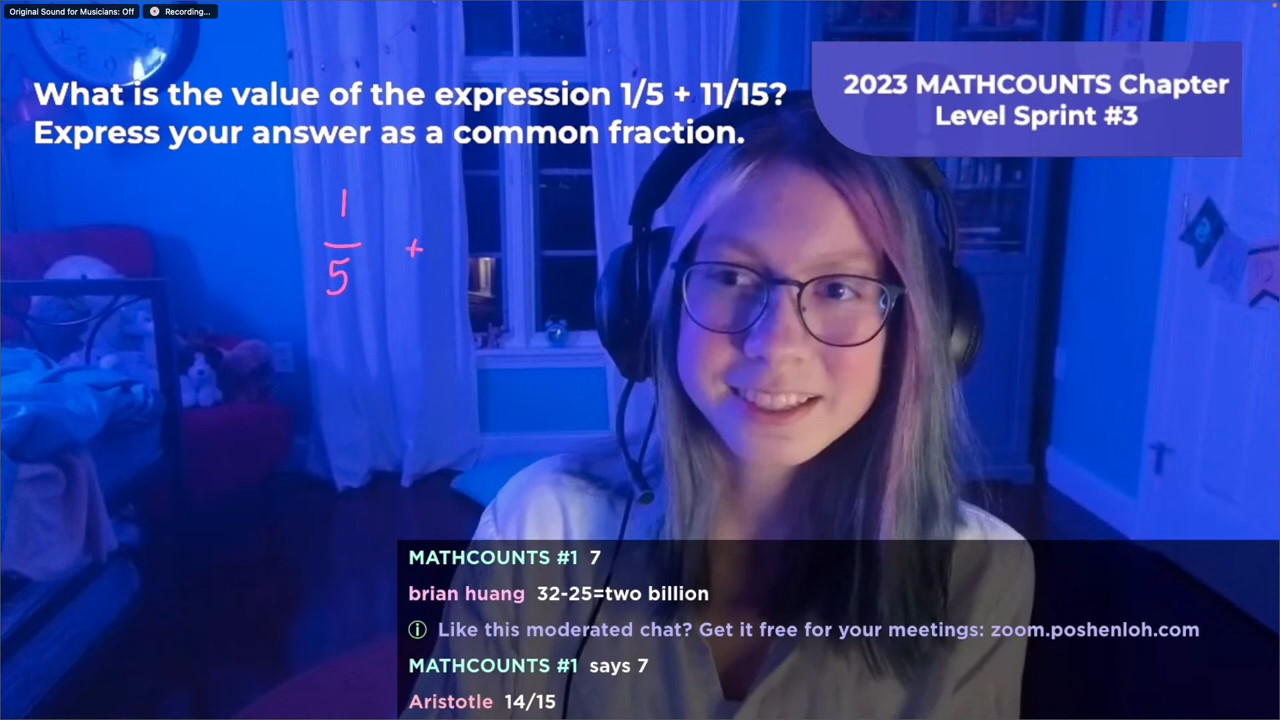 Original Sound for Musicians: Off
Recording...
What is the value of the expression 1/5 + 11/15?
Express your answer as a common fraction.
2023 MATHCOUNTS Chapter
Level Sprint #3
1
5 +
MATHCOUNTS #1 7
brian huang 32-25=two billion
Like this moderated chat? Get it free for your meetings: zoom.poshenloh.com
MATHCOUNTS #1 says 7
Aristotle 14/15